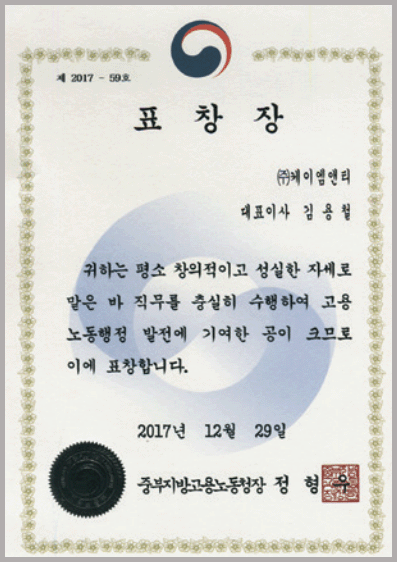 제 2017 - 59호
표 창 장
㈜케이엠앤티
대표이사 김 용 철
귀하는 평소 창의적이고 성실한 자세로
맡은 바 직무를 충실히 수행하여 고용
노동행정 발전에 기여한 공이 크므로
이에 표창합니다.
2017년 12월 29일
중부지방고용노동청장 정 형 우